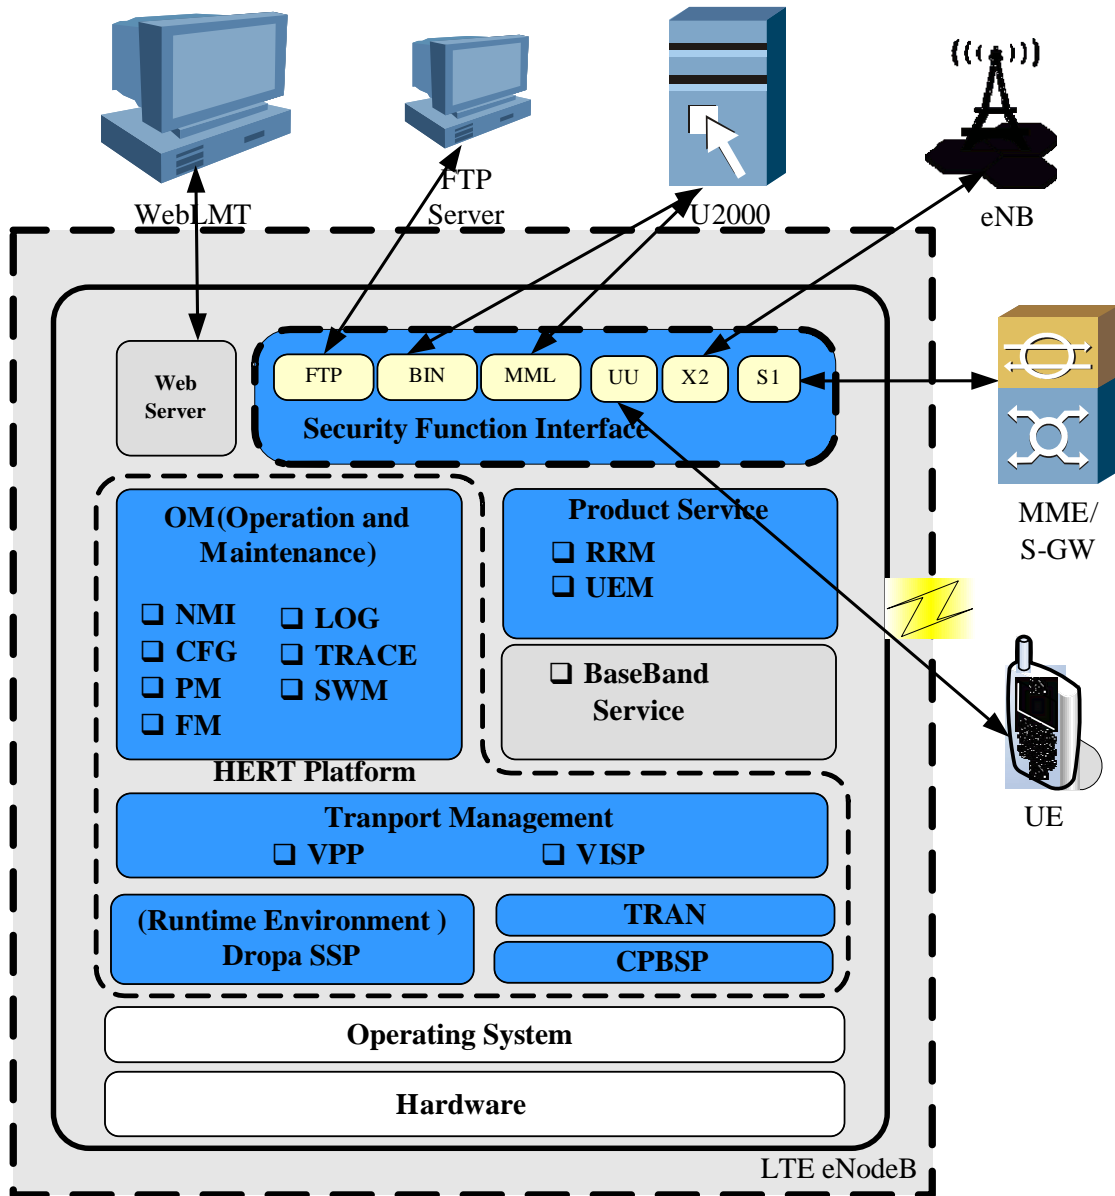 WebLMT
FTP
Server
U2000
eNB
Web
Server
FTP
BIN
MML
UU
X2
S1
Security Function Interface
MME/
S-GW
OM(Operation and
Maintenance)
❑ NMI
❑ CFG
❑ PM
❑ FM
❑ LOG
❑ TRACE
❑ SWM
Product Service
❑ RRM
❑ UEM
❑ BaseBand
Service
UE
HERT Platform
Tranport Management
❑ VPP
❑ VISP
(Runtime Environment )
Dropa SSP
TRAN
CPBSP
Operating System
Hardware
LTE eNodeB